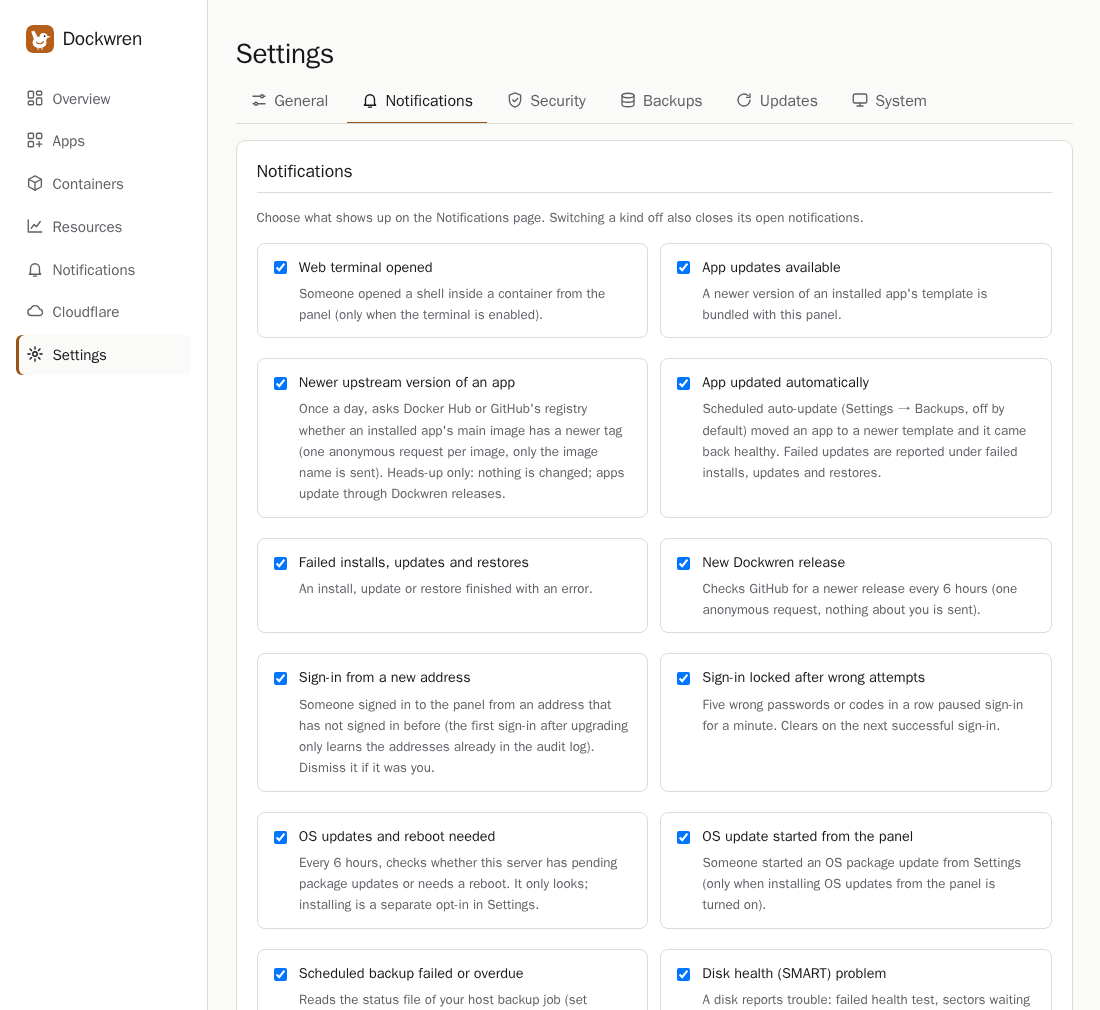 Dockwren
Overview
Apps
Containers
Resources
Notifications
Cloudflare
Settings
Settings
General
Notifications
Security
Backups
Updates
System
Notifications
Choose what shows up on the Notifications page. Switching a kind off also closes its open notifications.
Web terminal opened
Someone opened a shell inside a container from the
panel (only when the terminal is enabled).
App updates available
A newer version of an installed app's template is
bundled with this panel.
Newer upstream version of an app
Once a day, asks Docker Hub or GitHub's registry
whether an installed app's main image has a newer tag
(one anonymous request per image, only the image
name is sent). Heads-up only: nothing is changed; apps
update through Dockwren releases.
App updated automatically
Scheduled auto-update (Settings → Backups, off by
default) moved an app to a newer template and it came
back healthy. Failed updates are reported under failed
installs, updates and restores.
Failed installs, updates and restores
An install, update or restore finished with an error.
New Dockwren release
Checks GitHub for a newer release every 6 hours (one
anonymous request, nothing about you is sent).
Sign-in from a new address
Someone signed in to the panel from an address that
has not signed in before (the first sign-in after upgrading
only learns the addresses already in the audit log).
Dismiss it if it was you.
Sign-in locked after wrong attempts
Five wrong passwords or codes in a row paused sign-in
for a minute. Clears on the next successful sign-in.
OS updates and reboot needed
Every 6 hours, checks whether this server has pending
package updates or needs a reboot. It only looks;
installing is a separate opt-in in Settings.
OS update started from the panel
Someone started an OS package update from Settings
(only when installing OS updates from the panel is
turned on).
Scheduled backup failed or overdue
Reads the status file of your host backup job (set
Disk health (SMART) problem
A disk reports trouble: failed health test, sectors waiting